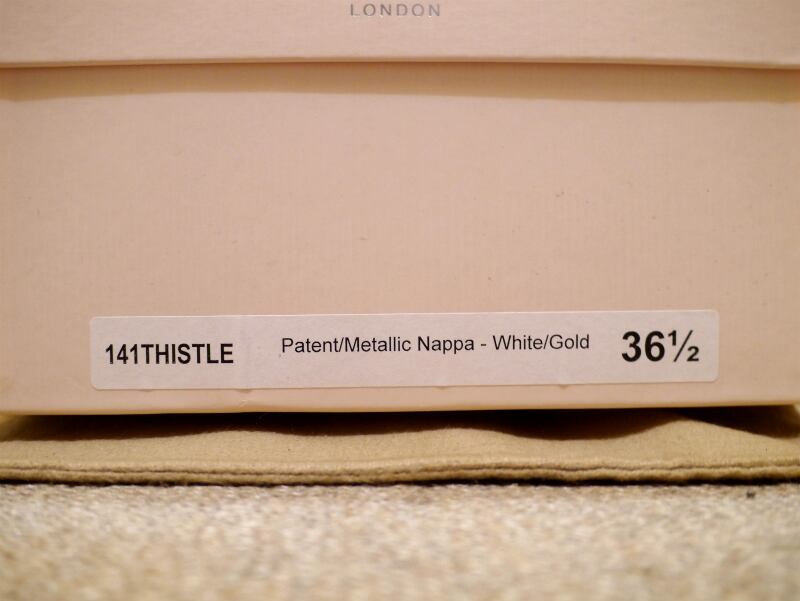 LONDON
141THISTLE Patent/Metallic Nappa - White/Gold 36½